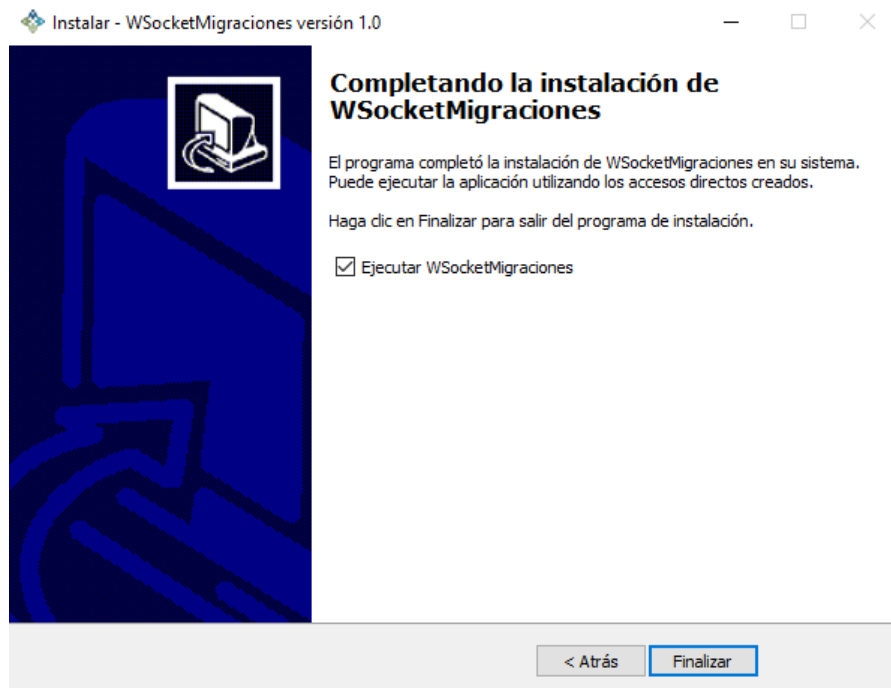 Instalar - WSocketMigraciones versión 1.0
Completando la instalación de
WSocketMigraciones
El programa completó la instalación de WSocketMigraciones en su sistema.
Puede ejecutar la aplicación utilizando los accesos directos creados.
Haga clic en Finalizar para salir del programa de instalación.
Ejecutar WSocketMigraciones
< Atrás
Finalizar